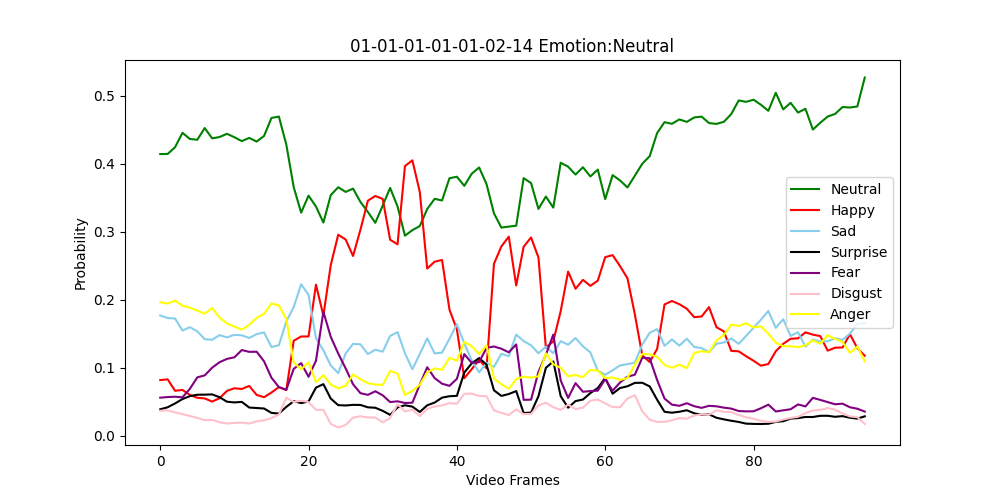 01-01-01-01-01-02-14 Emotion:Neutral
Probability
0.5
0.4
0.3
0.2
0.1
0.0
Neutral
Happy
Sad
Surprise
Fear
Disgust
Anger
0 20 40 60 80
Video Frames